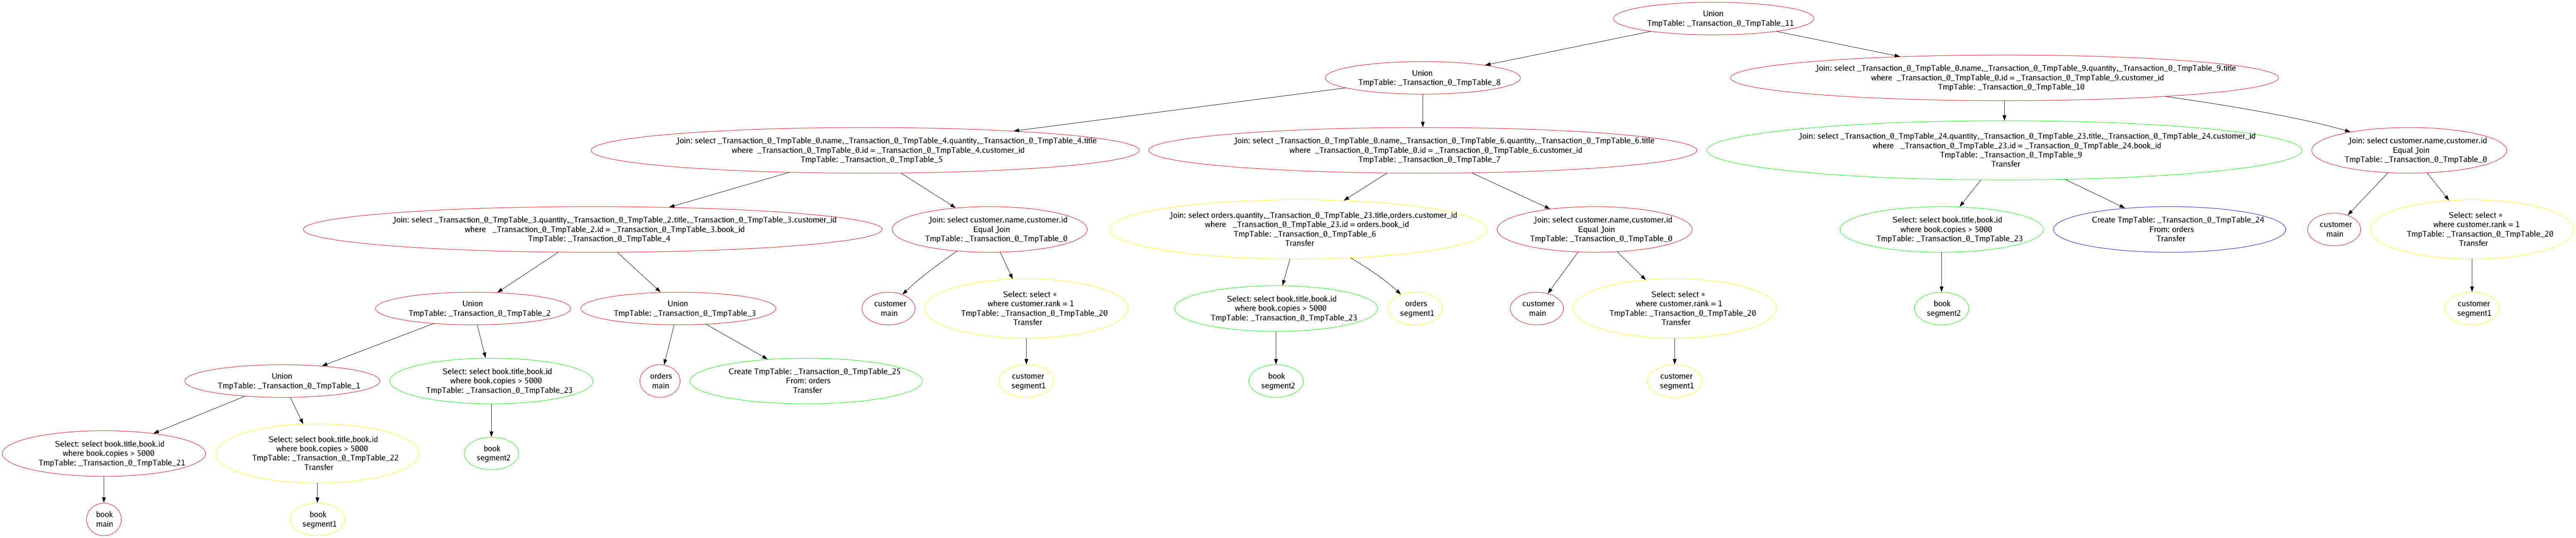 Union
TmpTable: _Transaction_0_TmpTable_11
Union
TmpTable: _Transaction_0_TmpTable_8
Join: select _Transaction_0_TmpTable_0.name,_Transaction_0_TmpTable_9.quantity,_Transaction_0_TmpTable_9.title
where _Transaction_0_TmpTable_0.id = _Transaction_0_TmpTable_9.customer_id
TmpTable: _Transaction_0_TmpTable_10
Join: select _Transaction_0_TmpTable_0.name,_Transaction_0_TmpTable_4.quantity,_Transaction_0_TmpTable_4.title
where _Transaction_0_TmpTable_0.id = _Transaction_0_TmpTable_4.customer_id
TmpTable: _Transaction_0_TmpTable_5
Join: select _Transaction_0_TmpTable_0.name,_Transaction_0_TmpTable_6.quantity,_Transaction_0_TmpTable_6.title
where _Transaction_0_TmpTable_0.id = _Transaction_0_TmpTable_6.customer_id
TmpTable: _Transaction_0_TmpTable_7
Join: select _Transaction_0_TmpTable_24.quantity,_Transaction_0_TmpTable_23.title,_Transaction_0_TmpTable_24.customer_id
where _Transaction_0_TmpTable_23.id = _Transaction_0_TmpTable_24.book_id
TmpTable: _Transaction_0_TmpTable_9
Transfer
Join: select customer.name,customer.id
Equal Join
TmpTable: _Transaction_0_TmpTable_0
Join: select _Transaction_0_TmpTable_3.quantity,_Transaction_0_TmpTable_2.title,_Transaction_0_TmpTable_3.customer_id
where _Transaction_0_TmpTable_2.id = _Transaction_0_TmpTable_3.book_id
TmpTable: _Transaction_0_TmpTable_4
Join: select customer.name,customer.id
Equal Join
TmpTable: _Transaction_0_TmpTable_0
Join: select orders.quantity,_Transaction_0_TmpTable_23.title,orders.customer_id
where _Transaction_0_TmpTable_23.id = orders.book_id
TmpTable: _Transaction_0_TmpTable_6
Transfer
Join: select customer.name,customer.id
Equal Join
TmpTable: _Transaction_0_TmpTable_0
Select: select book.title,book.id
where book.copies > 5000
TmpTable: _Transaction_0_TmpTable_23
Create TmpTable: _Transaction_0_TmpTable_24
From: orders
Transfer
customer
main
Select: select *
where customer.rank = 1
TmpTable: _Transaction_0_TmpTable_20
Transfer
Union
TmpTable: _Transaction_0_TmpTable_2
Union
TmpTable: _Transaction_0_TmpTable_3
customer
main
Select: select *
where customer.rank = 1
TmpTable: _Transaction_0_TmpTable_20
Transfer
Select: select book.title,book.id
where book.copies > 5000
TmpTable: _Transaction_0_TmpTable_23
orders
segment1
customer
main
Select: select *
where customer.rank = 1
TmpTable: _Transaction_0_TmpTable_20
Transfer
book
segment2
customer
segment1
Union
TmpTable: _Transaction_0_TmpTable_1
Select: select book.title,book.id
where book.copies > 5000
TmpTable: _Transaction_0_TmpTable_23
orders
main
Create TmpTable: _Transaction_0_TmpTable_25
From: orders
Transfer
customer
segment1
book
segment2
customer
segment1
Select: select book.title,book.id
where book.copies > 5000
TmpTable: _Transaction_0_TmpTable_21
Select: select book.title,book.id
where book.copies > 5000
TmpTable: _Transaction_0_TmpTable_22
Transfer
book
segment2
book
main
book
segment1